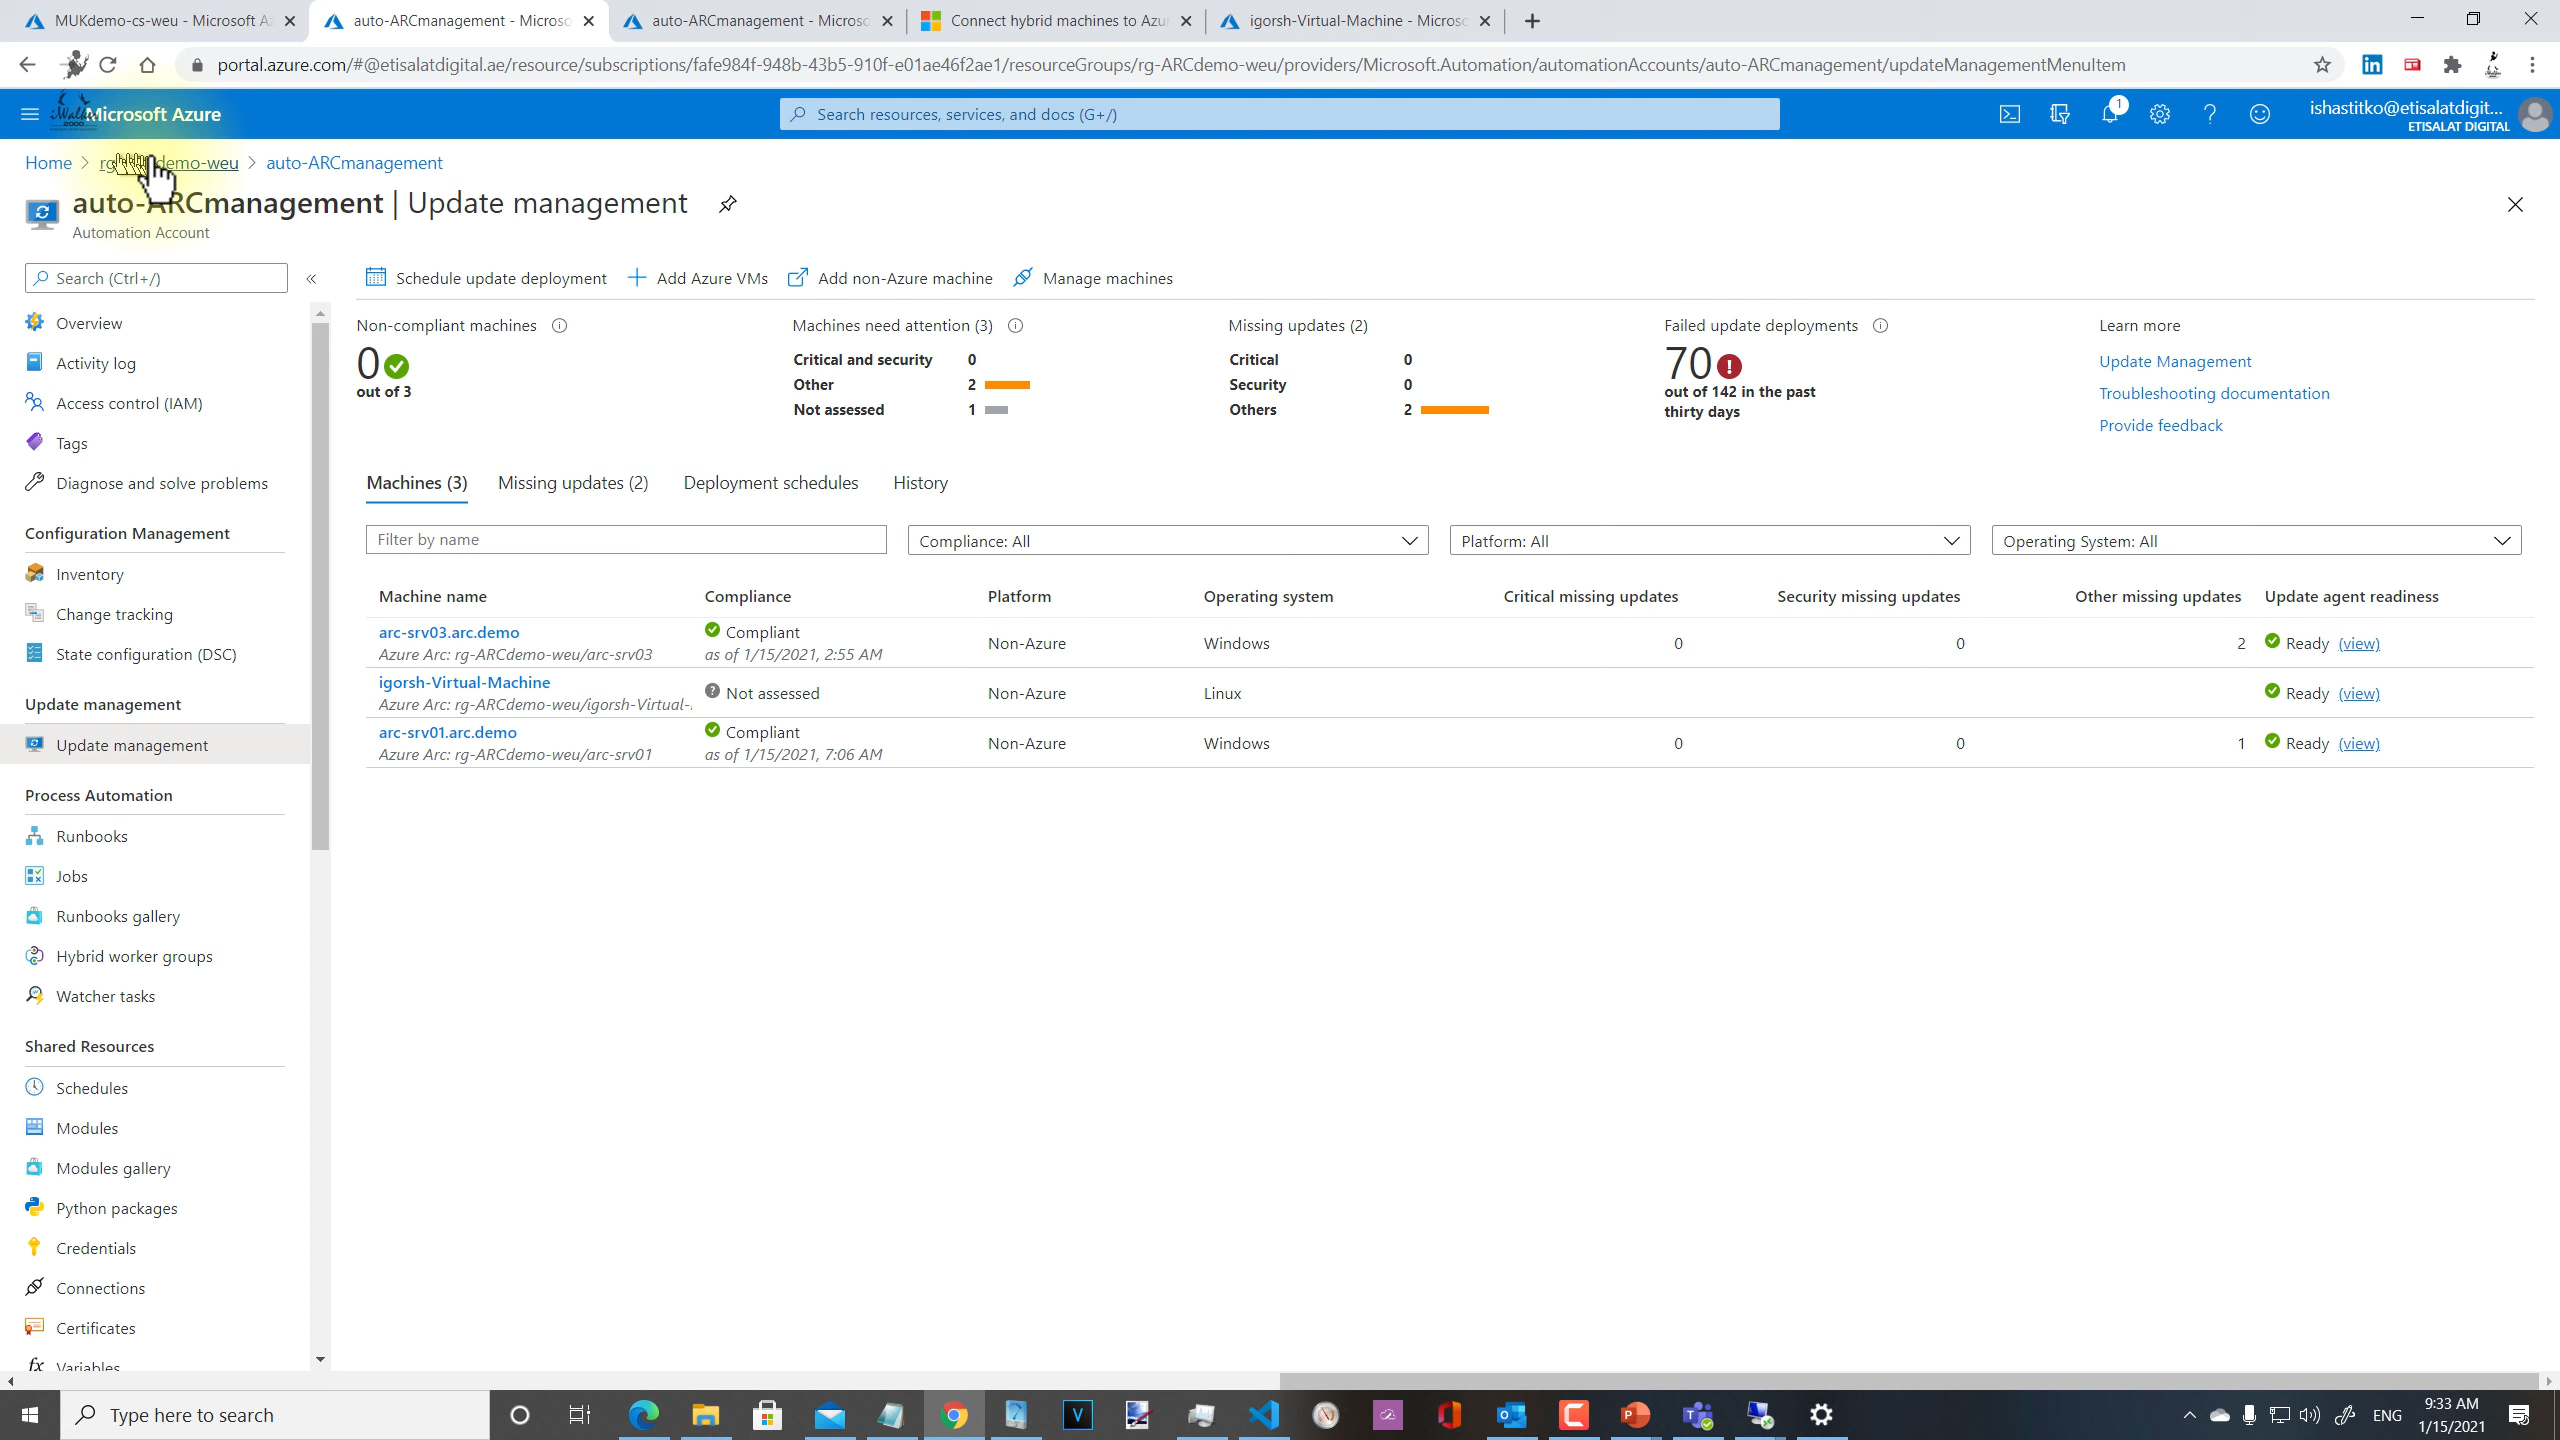 MUKdemo-cs-weu - Microsoft Az
auto-ARCmanagement - Microso
auto-ARCmanagement - Microso
Connect hybrid machines to Azur
igorsh-Virtual-Machine - Microso
portal.azure.com/#@etisalatdigital.ae/resource/subscriptions/fafe984f-948b-43b5-910f-e01ae46f2ae1/resourceGroups/rg-ARCdemo-weu/providers/Microsoft.Automation/automationAccounts/auto-ARCmanagement/updateManagementMenuItem
Microsoft Azure
Search resources, services, and docs (G+/)
1
ishastitko@etisalatdigit...
ETISALAT DIGITAL
Home > demo-weu > auto-ARCmanagement
auto-ARCmanagement | Update management
Automation Account
Search (Ctrl+/)
«
Overview
Activity log
Access control (IAM)
Tags
Diagnose and solve problems
Configuration Management
Inventory
Change tracking
State configuration (DSC)
Update management
Update management
Process Automation
Runbooks
Jobs
Runbooks gallery
Hybrid worker groups
Watcher tasks
Shared Resources
Schedules
Modules
Modules gallery
Python packages
Credentials
Connections
Certificates
Variables
Schedule update deployment
Add Azure VMs
Add non-Azure machine
Manage machines
Non-compliant machines
0
out of 3
Machines need attention (3)
Critical and security 0
Other 2
Not assessed 1
Missing updates (2)
Critical 0
Security 0
Others 2
Failed update deployments
70
out of 142 in the past
thirty days
Learn more
Update Management
Troubleshooting documentation
Provide feedback
Machines (3)
Missing updates (2)
Deployment schedules
History
Filter by name
Compliance: All
Platform: All
Operating System: All
Machine name Compliance Platform Operating system Critical missing updates Security missing updates Other missing updates Update agent readiness
arc-srv03.arc.demo Compliant Non-Azure Windows 0 0 2 Ready (view)
Azure Arc: rg-ARCdemo-weu/arc-srv03 as of 1/15/2021, 2:55 AM
igorsh-Virtual-Machine Not assessed Non-Azure Linux Ready (view)
Azure Arc: rg-ARCdemo-weu/igorsh-Virtual-
arc-srv01.arc.demo Compliant Non-Azure Windows 0 0 1 Ready (view)
Azure Arc: rg-ARCdemo-weu/arc-srv01 as of 1/15/2021, 7:06 AM
Type here to search
ENG
9:33 AM
1/15/2021